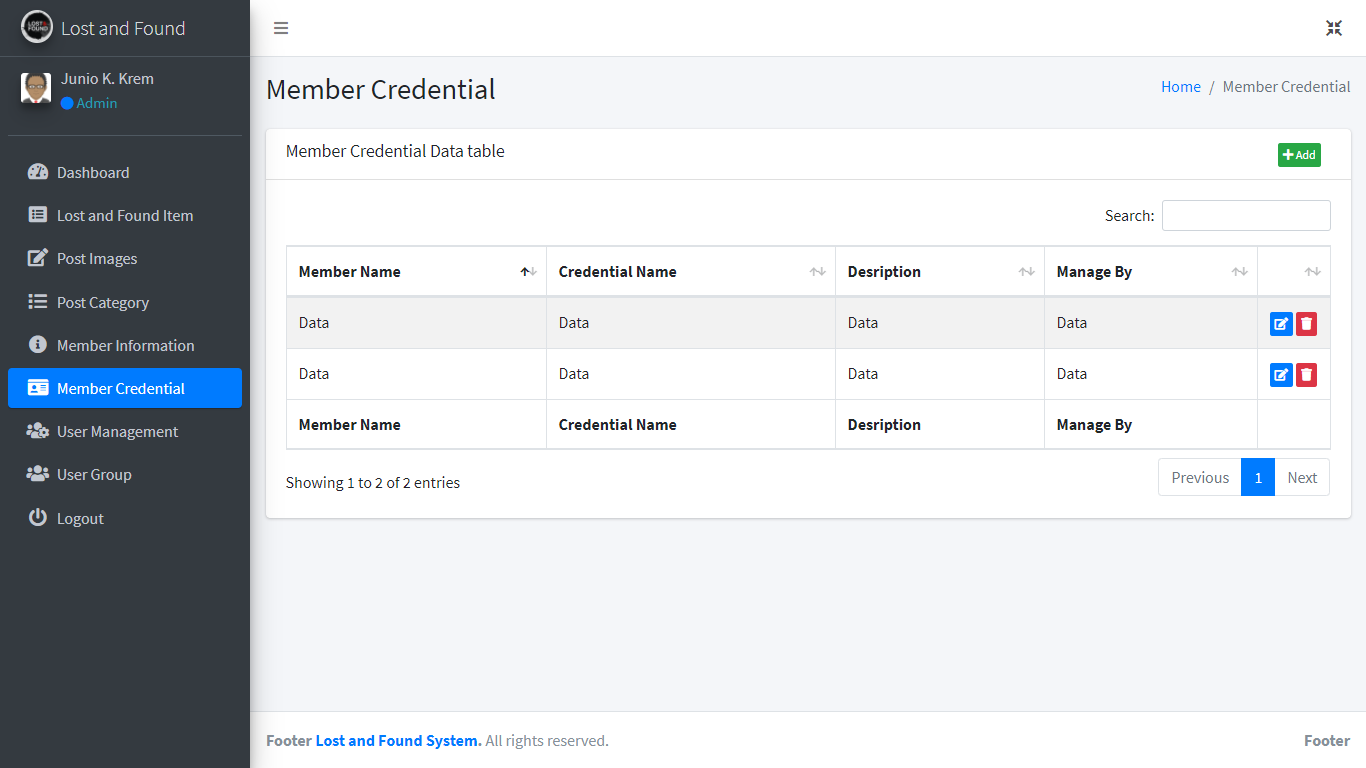 LOST FOUND
Lost and Found
Junio K. Krem
Admin
Dashboard
Lost and Found Item
Post Images
Post Category
Member Information
Member Credential
User Management
User Group
Logout
Member Credential
Home / Member Credential
Member Credential Data table
Add
Search:
Member Name Credential Name Desription Manage By
Data Data Data Data
Data Data Data Data
Member Name Credential Name Desription Manage By
Showing 1 to 2 of 2 entries
Previous 1 Next
Footer Lost and Found System. All rights reserved.
Footer